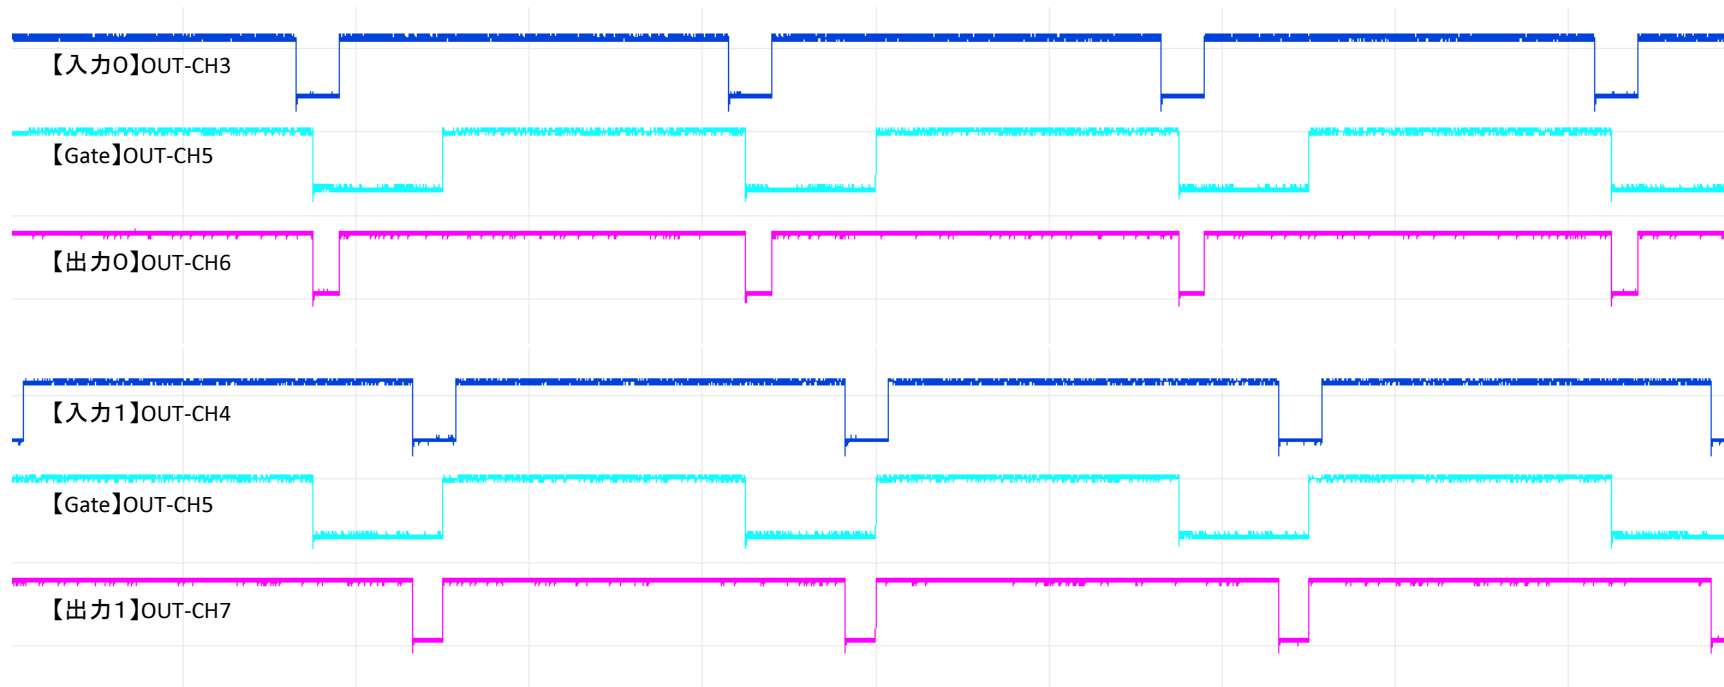 【入力0】OUT-CH3
【Gate】OUT-CH5
【出力0】OUT-CH6
【入力1】OUT-CH4
【Gate】OUT-CH5
【出力1】OUT-CH7